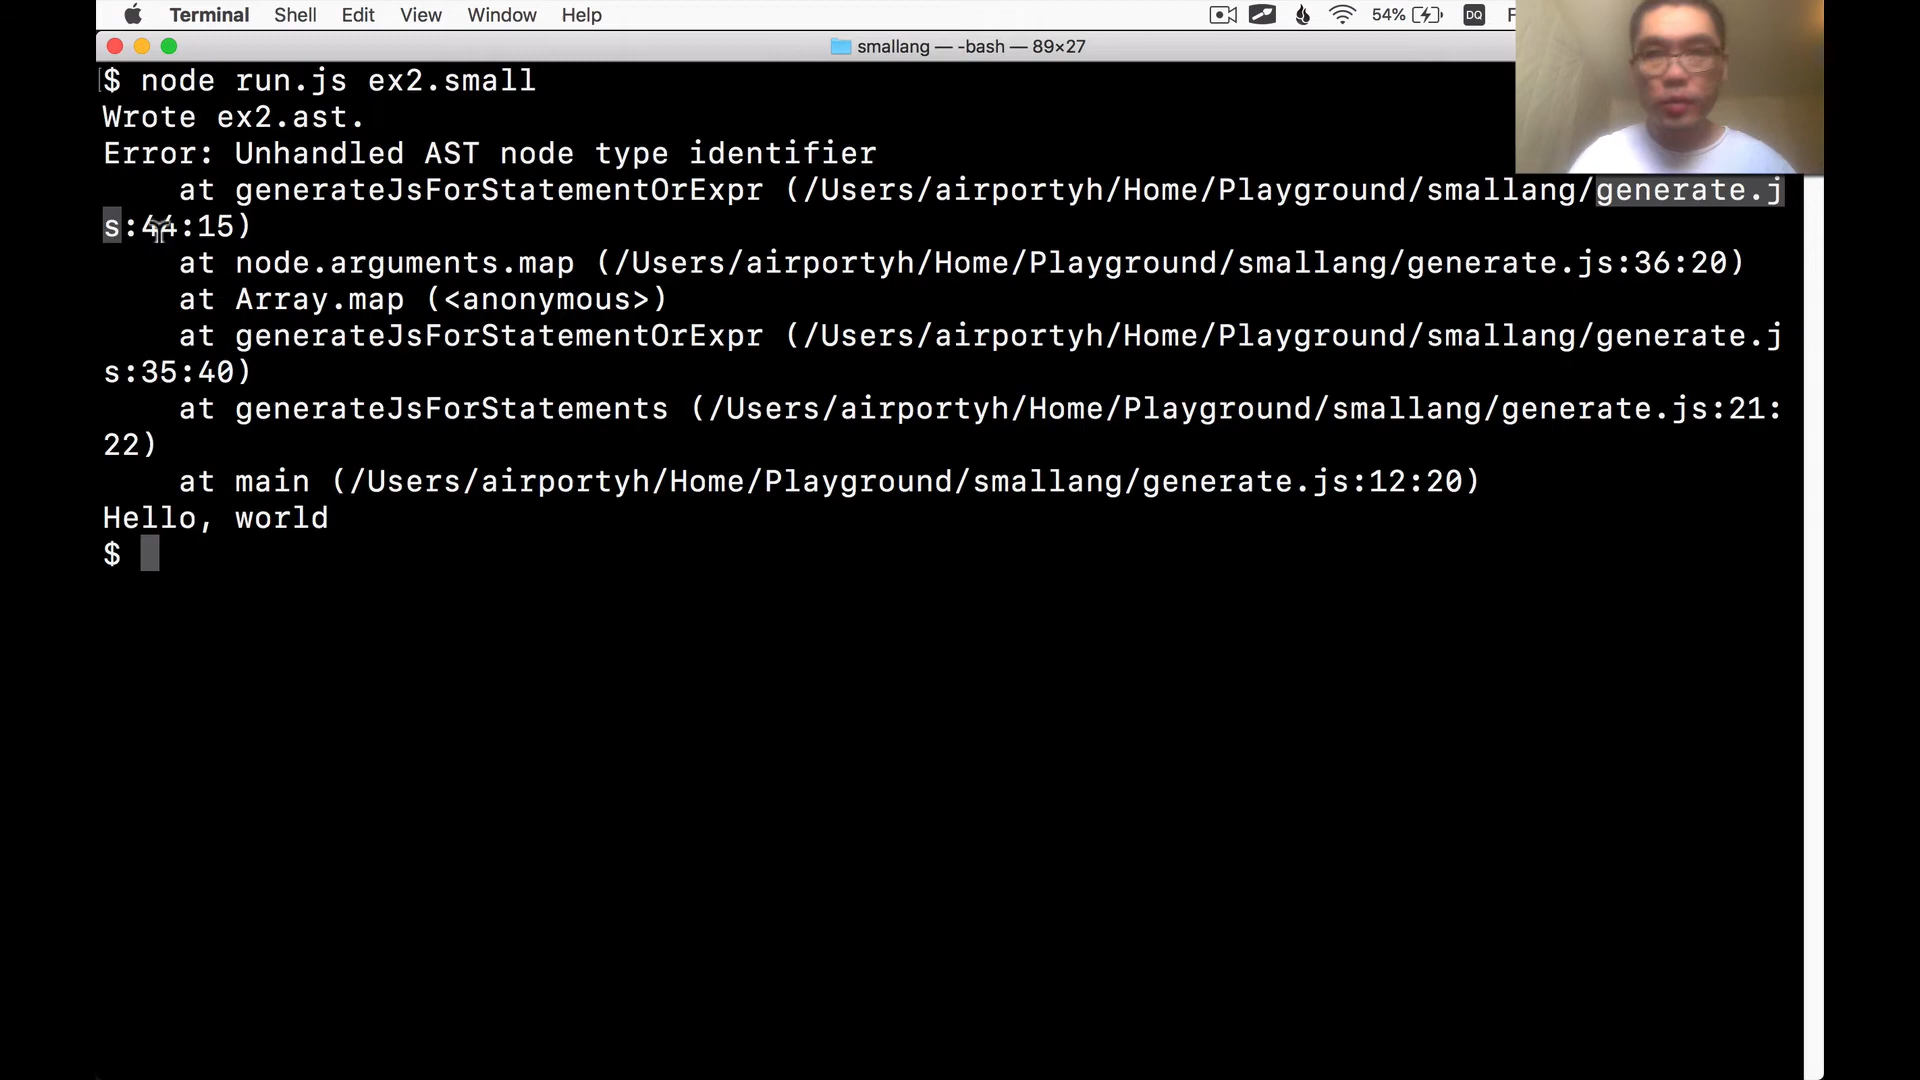 Terminal Shell Edit View Window Help 54% DQ
smallang — -bash — 89×27
$ node run.js ex2.small
Wrote ex2.ast.
Error: Unhandled AST node type identifier
at generateJsForStatementOrExpr (/Users/airportyh/Home/Playground/smallang/generate.j
s:44:15)
at node.arguments.map (/Users/airportyh/Home/Playground/smallang/generate.js:36:20)
at Array.map (<anonymous>)
at generateJsForStatementOrExpr (/Users/airportyh/Home/Playground/smallang/generate.j
s:35:40)
at generateJsForStatements (/Users/airportyh/Home/Playground/smallang/generate.js:21:
22)
at main (/Users/airportyh/Home/Playground/smallang/generate.js:12:20)
Hello, world
$